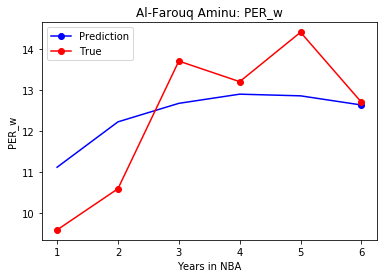 Al-Farouq Aminu: PER_w
Prediction
True
PER_w
14
13
12
11
10
1 2 3 4 5 6
Years in NBA